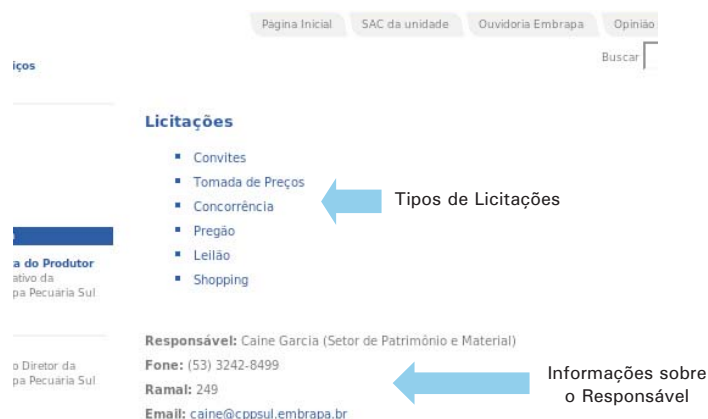 Página Inicial SAC da unidade Ouvidoria Embrapa Opinião
Buscar
iços
Licitações
Convites
Tomada de Preços
Concorrência
Pregão
Leilão
Shopping
Tipos de Licitações
a do Produtor
ativo da
pa Pecuária Sul
o Diretor da
pa Pecuária Sul
Responsável: Caine Garcia (Setor de Patrimônio e Material)
Fone: (53) 3242-8499
Ramal: 249
Email: caine@cppsul.embrapa.br
Informações sobre
o Responsável